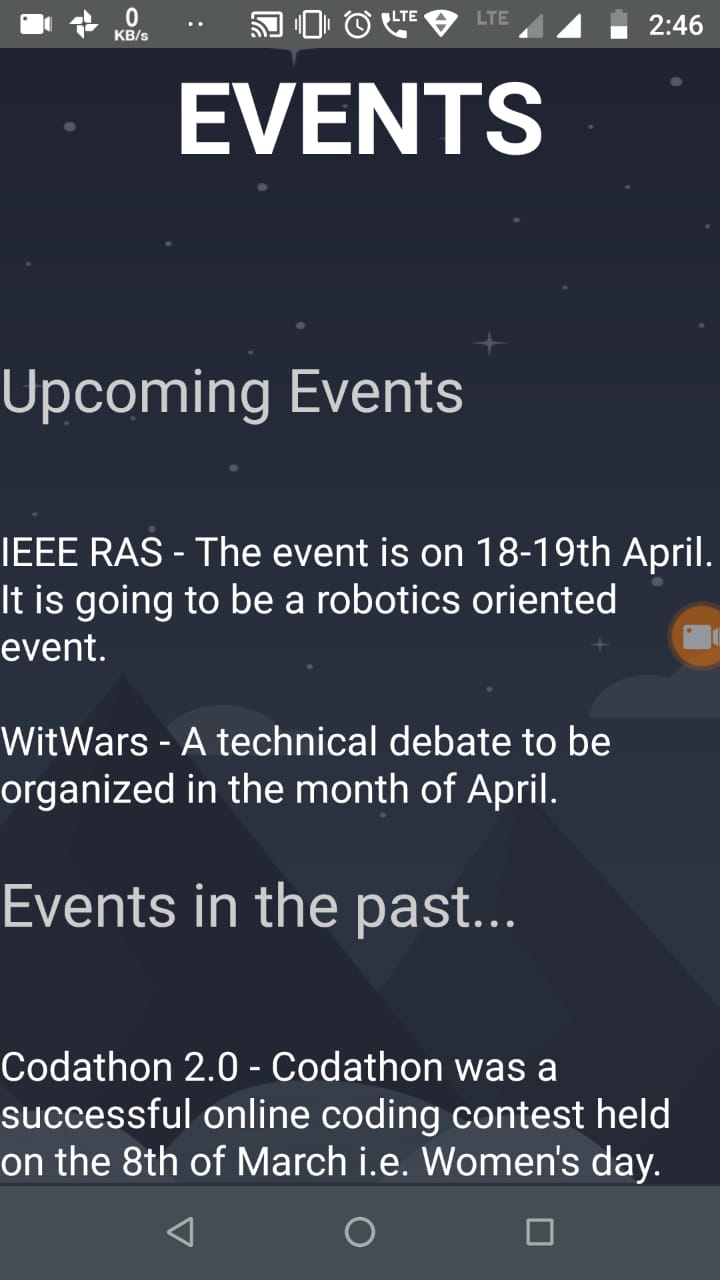 0
KB/s
LTE
LTE
2:46
EVENTS
Upcoming Events
IEEE RAS - The event is on 18-19th April.
It is going to be a robotics oriented
event.
WitWars - A technical debate to be
organized in the month of April.
Events in the past...
Codathon 2.0 - Codathon was a
successful online coding contest held
on the 8th of March i.e. Women's day.